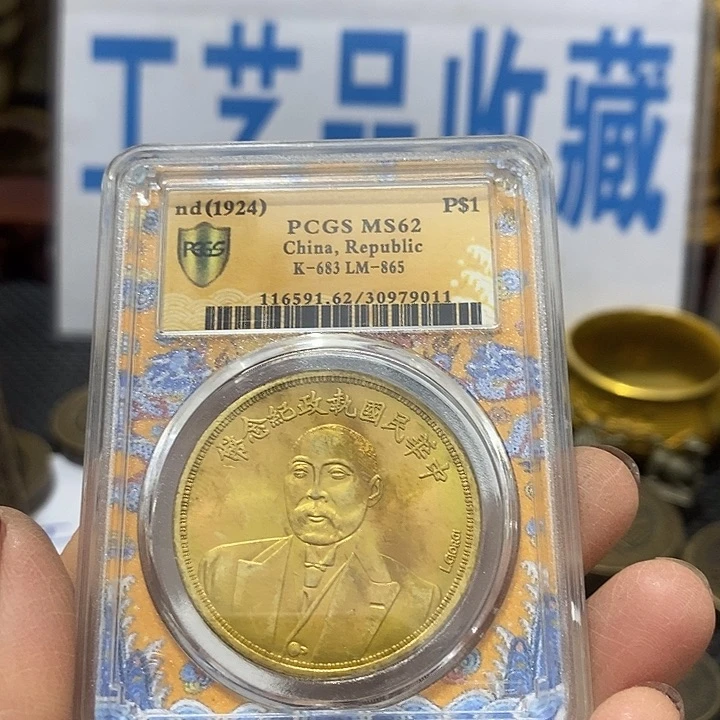 工艺品收藏
nd(1924) P$1
PCGS MS62
PCGS
China, Republic
K-683 LM-865
116591.62/30979011
中華民國執政紀念幣
L.GIORGI